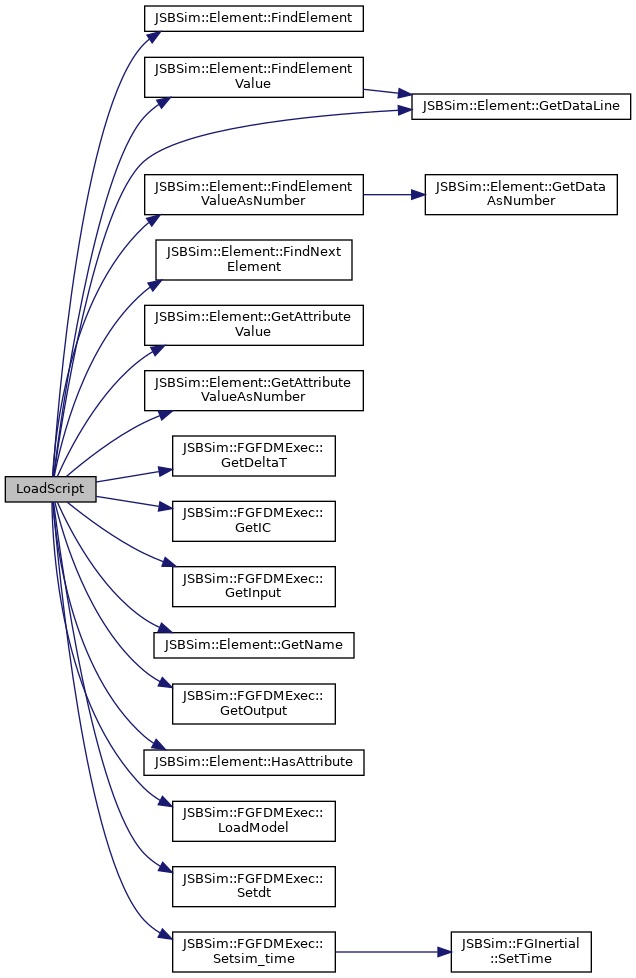 JSBSim::Element::FindElement
JSBSim::Element::FindElement
Value
JSBSim::Element::GetDataLine
JSBSim::Element::FindElement
ValueAsNumber
JSBSim::Element::GetData
AsNumber
JSBSim::Element::FindNext
Element
JSBSim::Element::GetAttribute
Value
JSBSim::Element::GetAttribute
ValueAsNumber
JSBSim::FGFDMExec::
GetDeltaT
LoadScript
JSBSim::FGFDMExec::
GetIC
JSBSim::FGFDMExec::
GetInput
JSBSim::Element::GetName
JSBSim::FGFDMExec::
GetOutput
JSBSim::Element::HasAttribute
JSBSim::FGFDMExec::
LoadModel
JSBSim::FGFDMExec::
Setdt
JSBSim::FGFDMExec::
Setsim_time
JSBSim::FGInertial
::SetTime